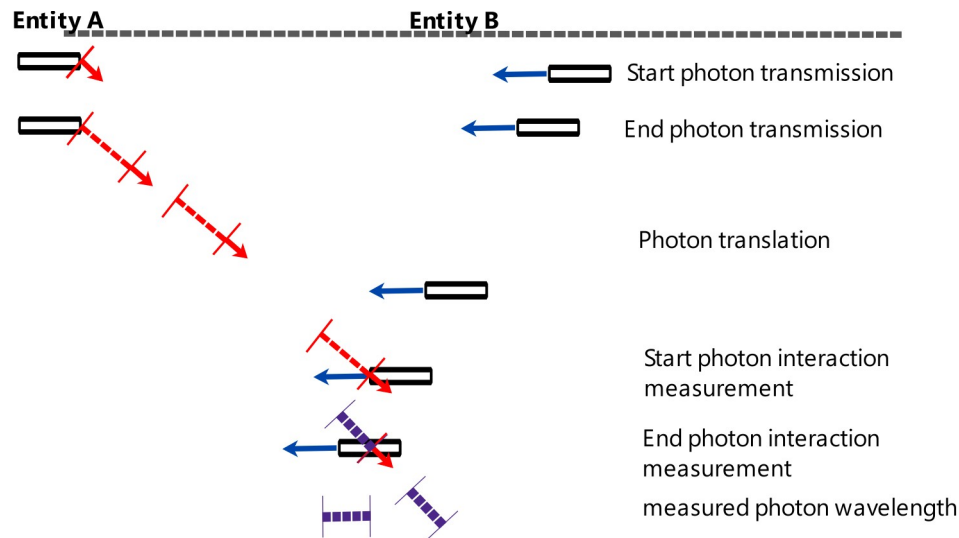 Entity A
Entity B
Start photon transmission
End photon transmission
Photon translation
Start photon interaction
measurement
End photon interaction
measurement
measured photon wavelength